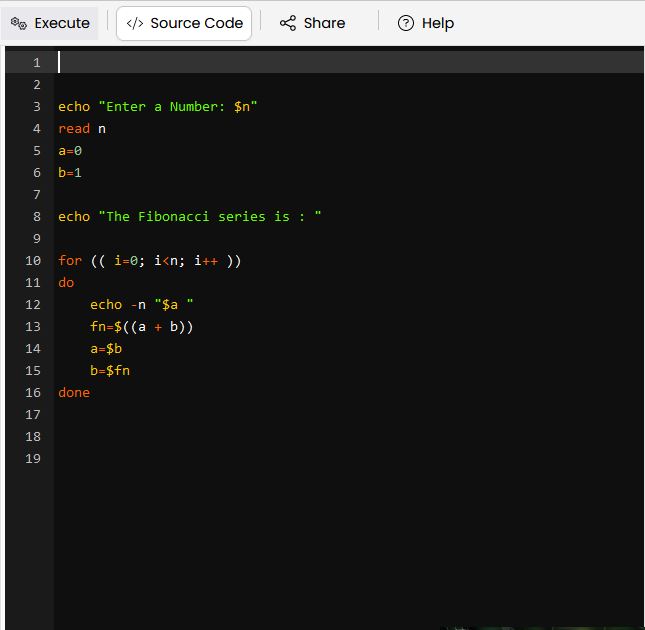 Execute </> Source Code Share ? Help
1
2
3 echo "Enter a Number: $n"
4 read n
5 a=0
6 b=1
7
8 echo "The Fibonacci series is : "
9
10 for (( i=0; i<n; i++ ))
11 do
12     echo -n "$a "
13     fn=$((a + b))
14     a=$b
15     b=$fn
16 done
17
18
19